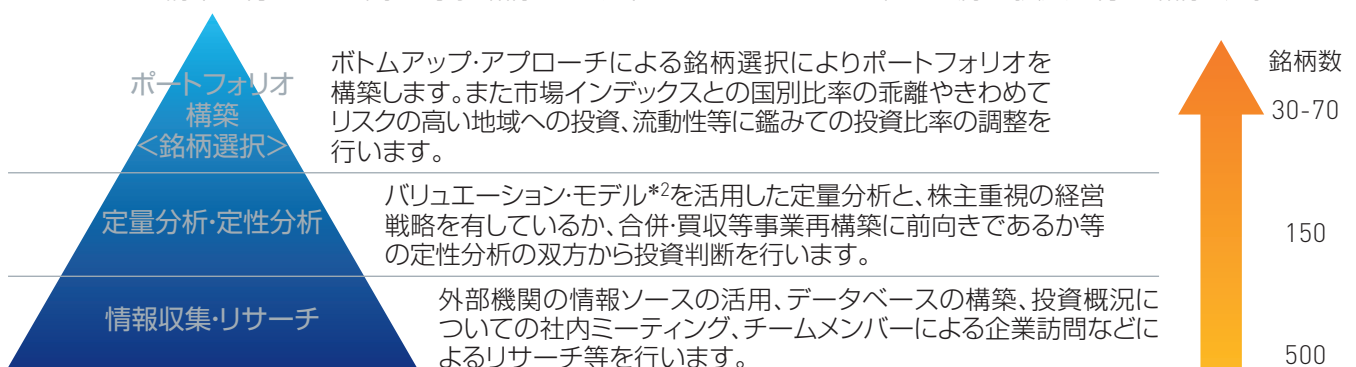 ポートフォリオ
構築
<銘柄選択>
ボトムアップ・アプローチによる銘柄選択によりポートフォリオを
構築します。また市場インデックスとの国別比率の乖離やきわめて
リスクの高い地域への投資、流動性等に鑑みての投資比率の調整を
行います。
銘柄数
30-70
定量分析・定性分析
バリュエーション・モデル*2を活用した定量分析と、株主重視の経営
戦略を有しているか、合併・買収等事業再構築に前向きであるか等
の定性分析の双方から投資判断を行います。
150
情報収集・リサーチ
外部機関の情報ソースの活用、データベースの構築、投資概況に
ついての社内ミーティング、チームメンバーによる企業訪問などに
よるリサーチ等を行います。
500